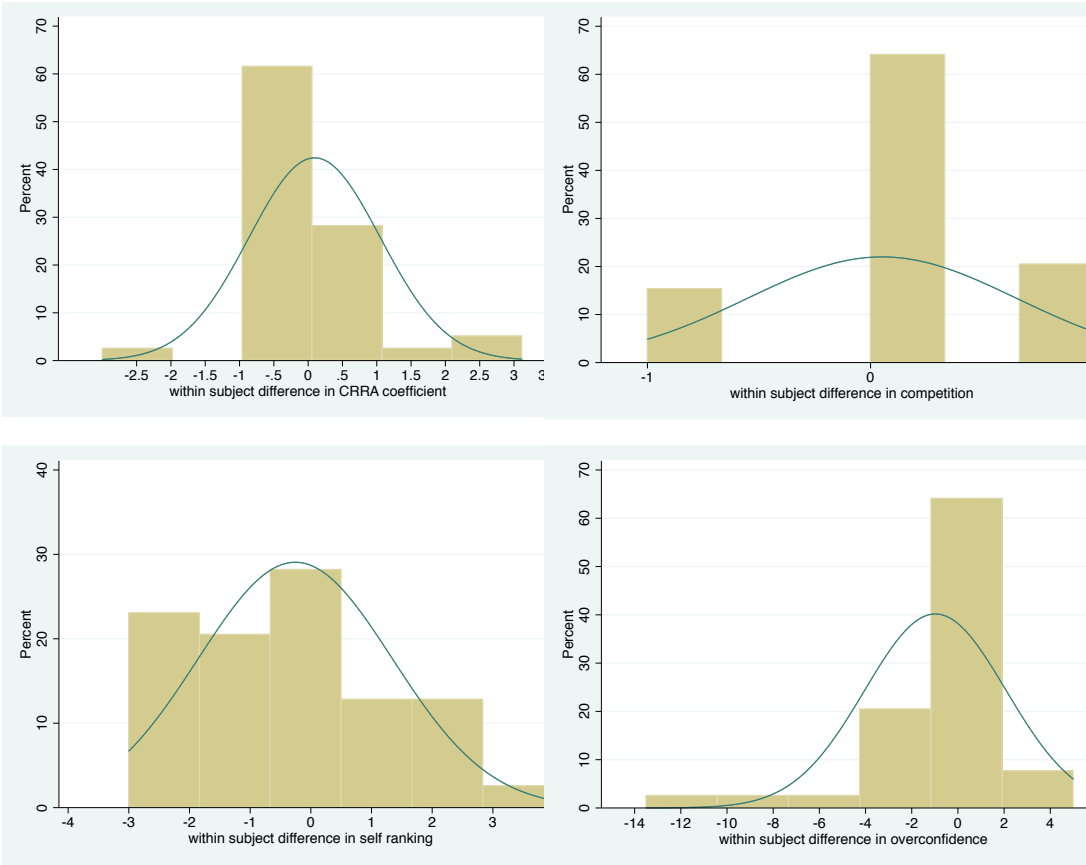 Percent
70
60
50
40
30
20
10
0
-2.5 -2 -1.5 -1 -.5 0 .5 1 1.5 2 2.5 3
within subject difference in CRRA coefficient
Percent
70
60
50
40
30
20
10
0
-1 0
within subject difference in competition
Percent
40
30
20
10
0
-4 -3 -2 -1 0 1 2 3
within subject difference in self ranking
Percent
70
60
50
40
30
20
10
0
-14 -12 -10 -8 -6 -4 -2 0 2 4
within subject difference in overconfidence